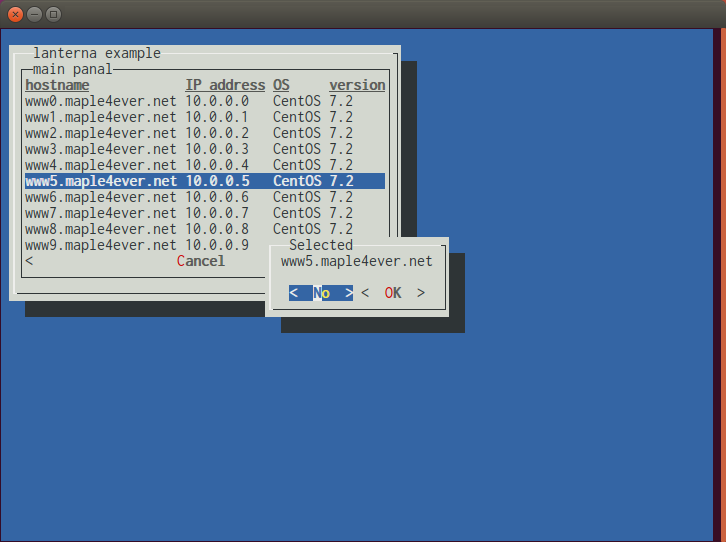 lanterna example
main panal
hostname IP address OS version
www0.maple4ever.net 10.0.0.0 CentOS 7.2
www1.maple4ever.net 10.0.0.1 CentOS 7.2
www2.maple4ever.net 10.0.0.2 CentOS 7.2
www3.maple4ever.net 10.0.0.3 CentOS 7.2
www4.maple4ever.net 10.0.0.4 CentOS 7.2
www5.maple4ever.net 10.0.0.5 CentOS 7.2
www6.maple4ever.net 10.0.0.6 CentOS 7.2
www7.maple4ever.net 10.0.0.7 CentOS 7.2
www8.maple4ever.net 10.0.0.8 CentOS 7.2
www9.maple4ever.net 10.0.0.9
< Cancel
Selected
www5.maple4ever.net
< No > < OK >